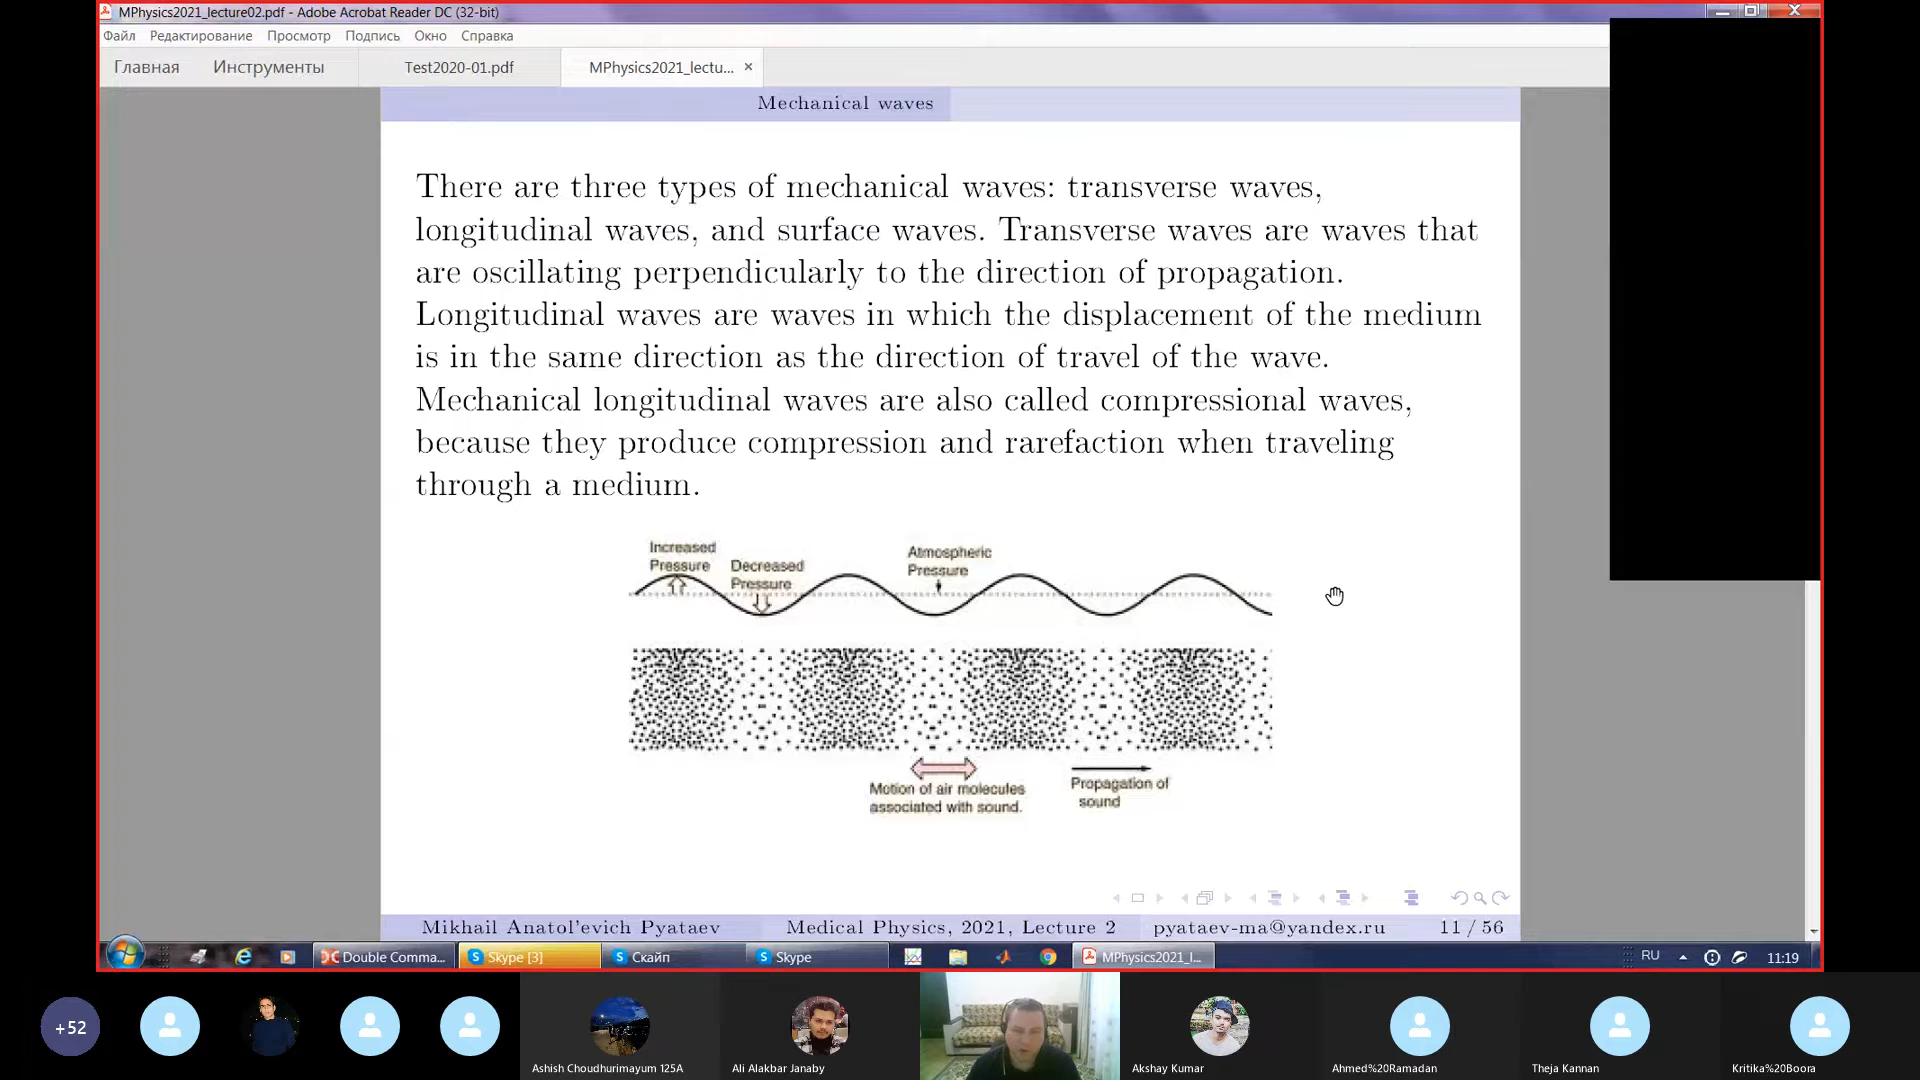 MPhysics2021_lecture02.pdf - Adobe Acrobat Reader DC (32-bit)
Файл Редактирование Просмотр Подпись Окно Справка
Главная Инструменты Test2020-01.pdf MPhysics2021_lectu... ×
Mechanical waves
There are three types of mechanical waves: transverse waves,
longitudinal waves, and surface waves. Transverse waves are waves that
are oscillating perpendicularly to the direction of propagation.
Longitudinal waves are waves in which the displacement of the medium
is in the same direction as the direction of travel of the wave.
Mechanical longitudinal waves are also called compressional waves,
because they produce compression and rarefaction when traveling
through a medium.
Increased
Pressure
Decreased
Pressure
Atmospheric
Pressure
Motion of air molecules
associated with sound.
Propagation of
sound
Mikhail Anatol'evich Pyataev Medical Physics, 2021, Lecture 2 pyataev-ma@yandex.ru 11 / 56
Double Comma... Skype [3] Скайп Skype MPhysics2021_l... RU 11:19
+52
Ashish Choudhurimayum 125A
Ali Alakbar Janaby
Akshay Kumar
Ahmed%20Ramadan
Theja Kannan
Kritika%20Boora